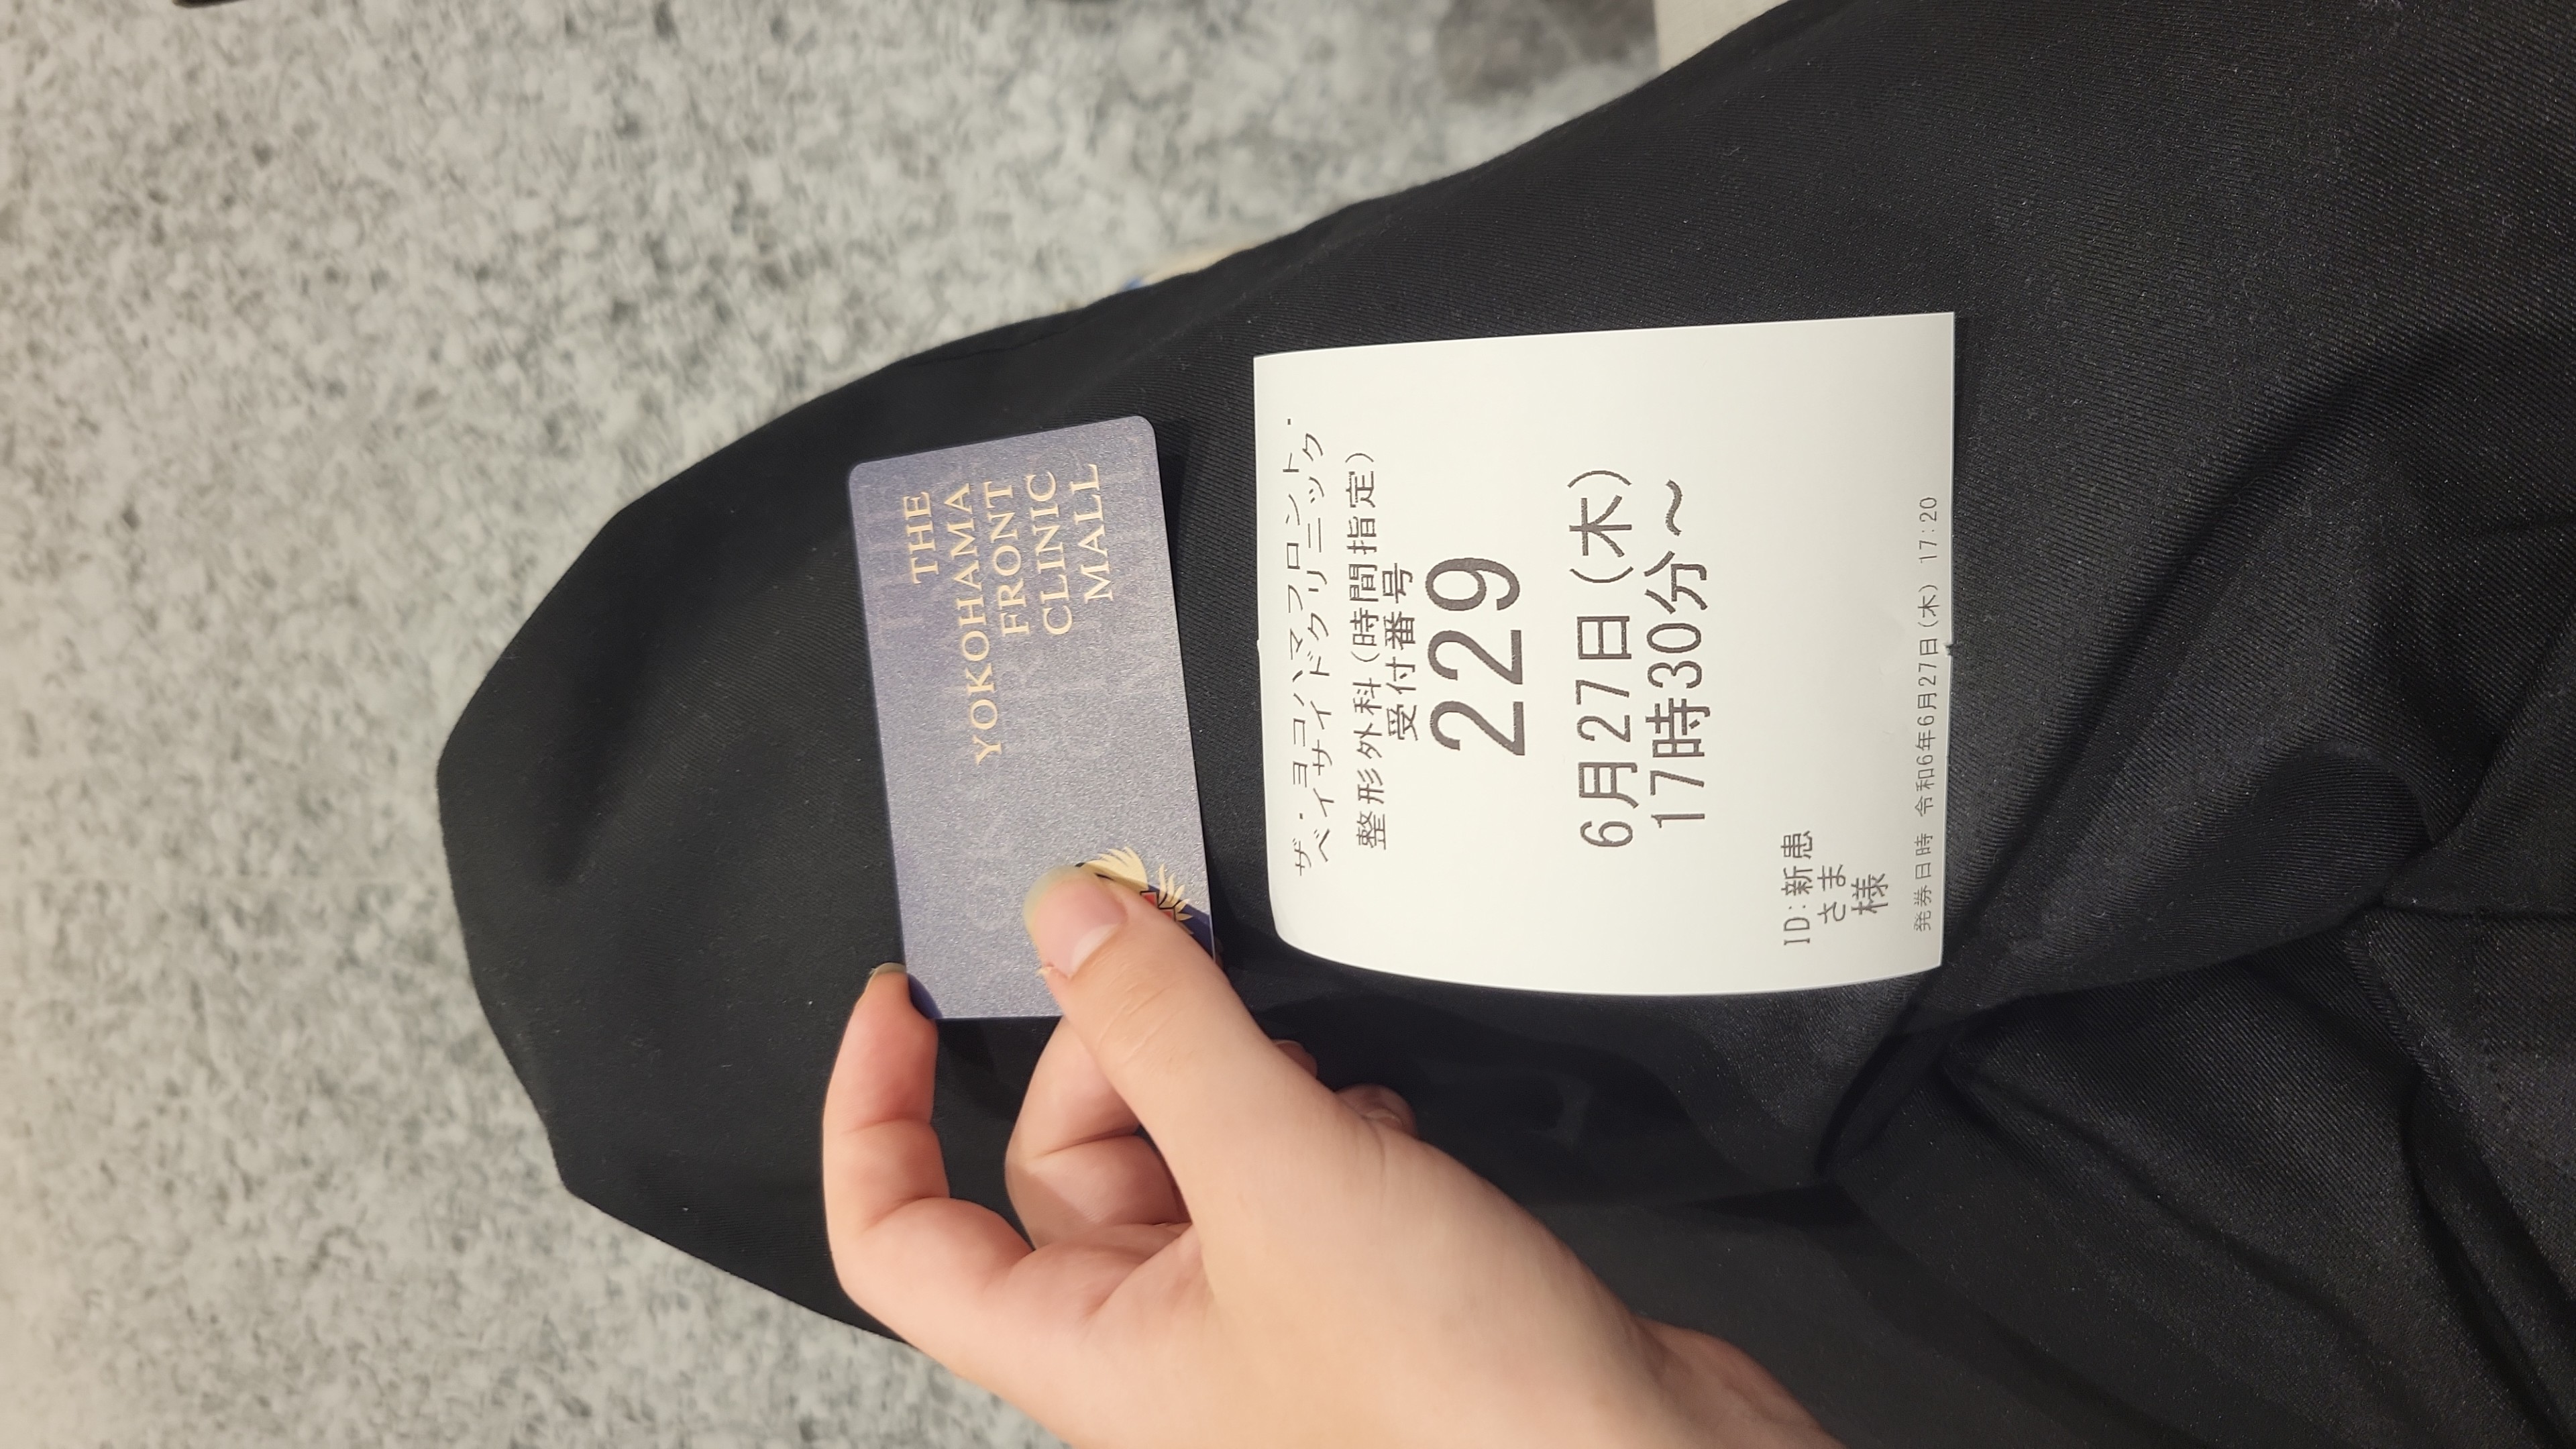 THE
YOKOHAMA
FRONT
CLINIC
MALL
ザ・ヨコハマフロント・
ベイサイドクリニック
整形外科(時間指定)
受付番号
229
6月27日(木)
17時30分～
ID:新患
さま
様
発券日時 令和6年6月27日(木) 17:20